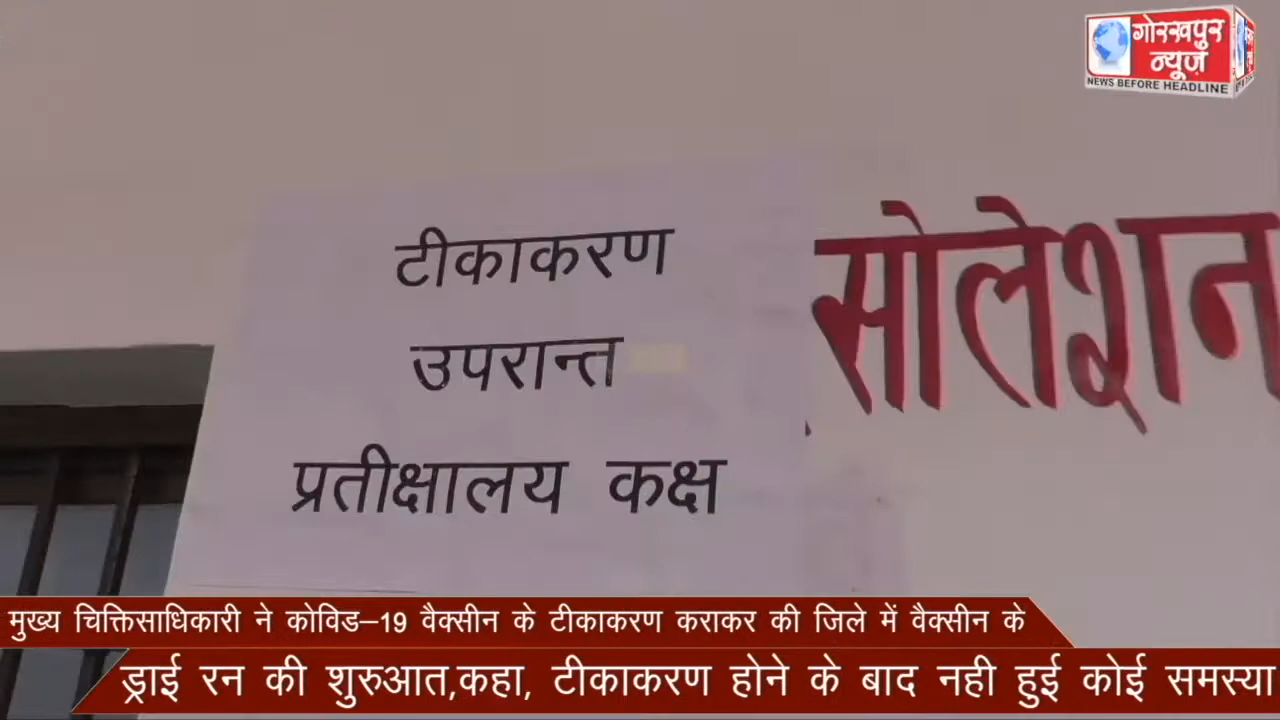 गोरखपुर
न्यूज़
NEWS BEFORE HEADLINE
टीकाकरण
उपरान्त
प्रतीक्षालय कक्ष
सोलेशन
मुख्य चिक्तिसाधिकारी ने कोविड–19 वैक्सीन के टीकाकरण कराकर की जिले में वैक्सीन के
ड्राई रन की शुरुआत,कहा, टीकाकरण होने के बाद नही हुई कोई समस्या